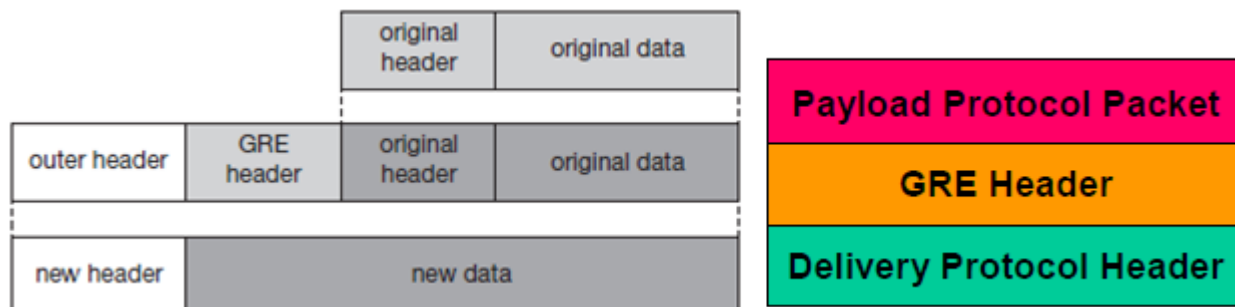 original
header
original data
outer header
GRE
header
original
header
original data
new header
new data
Payload Protocol Packet
GRE Header
Delivery Protocol Header